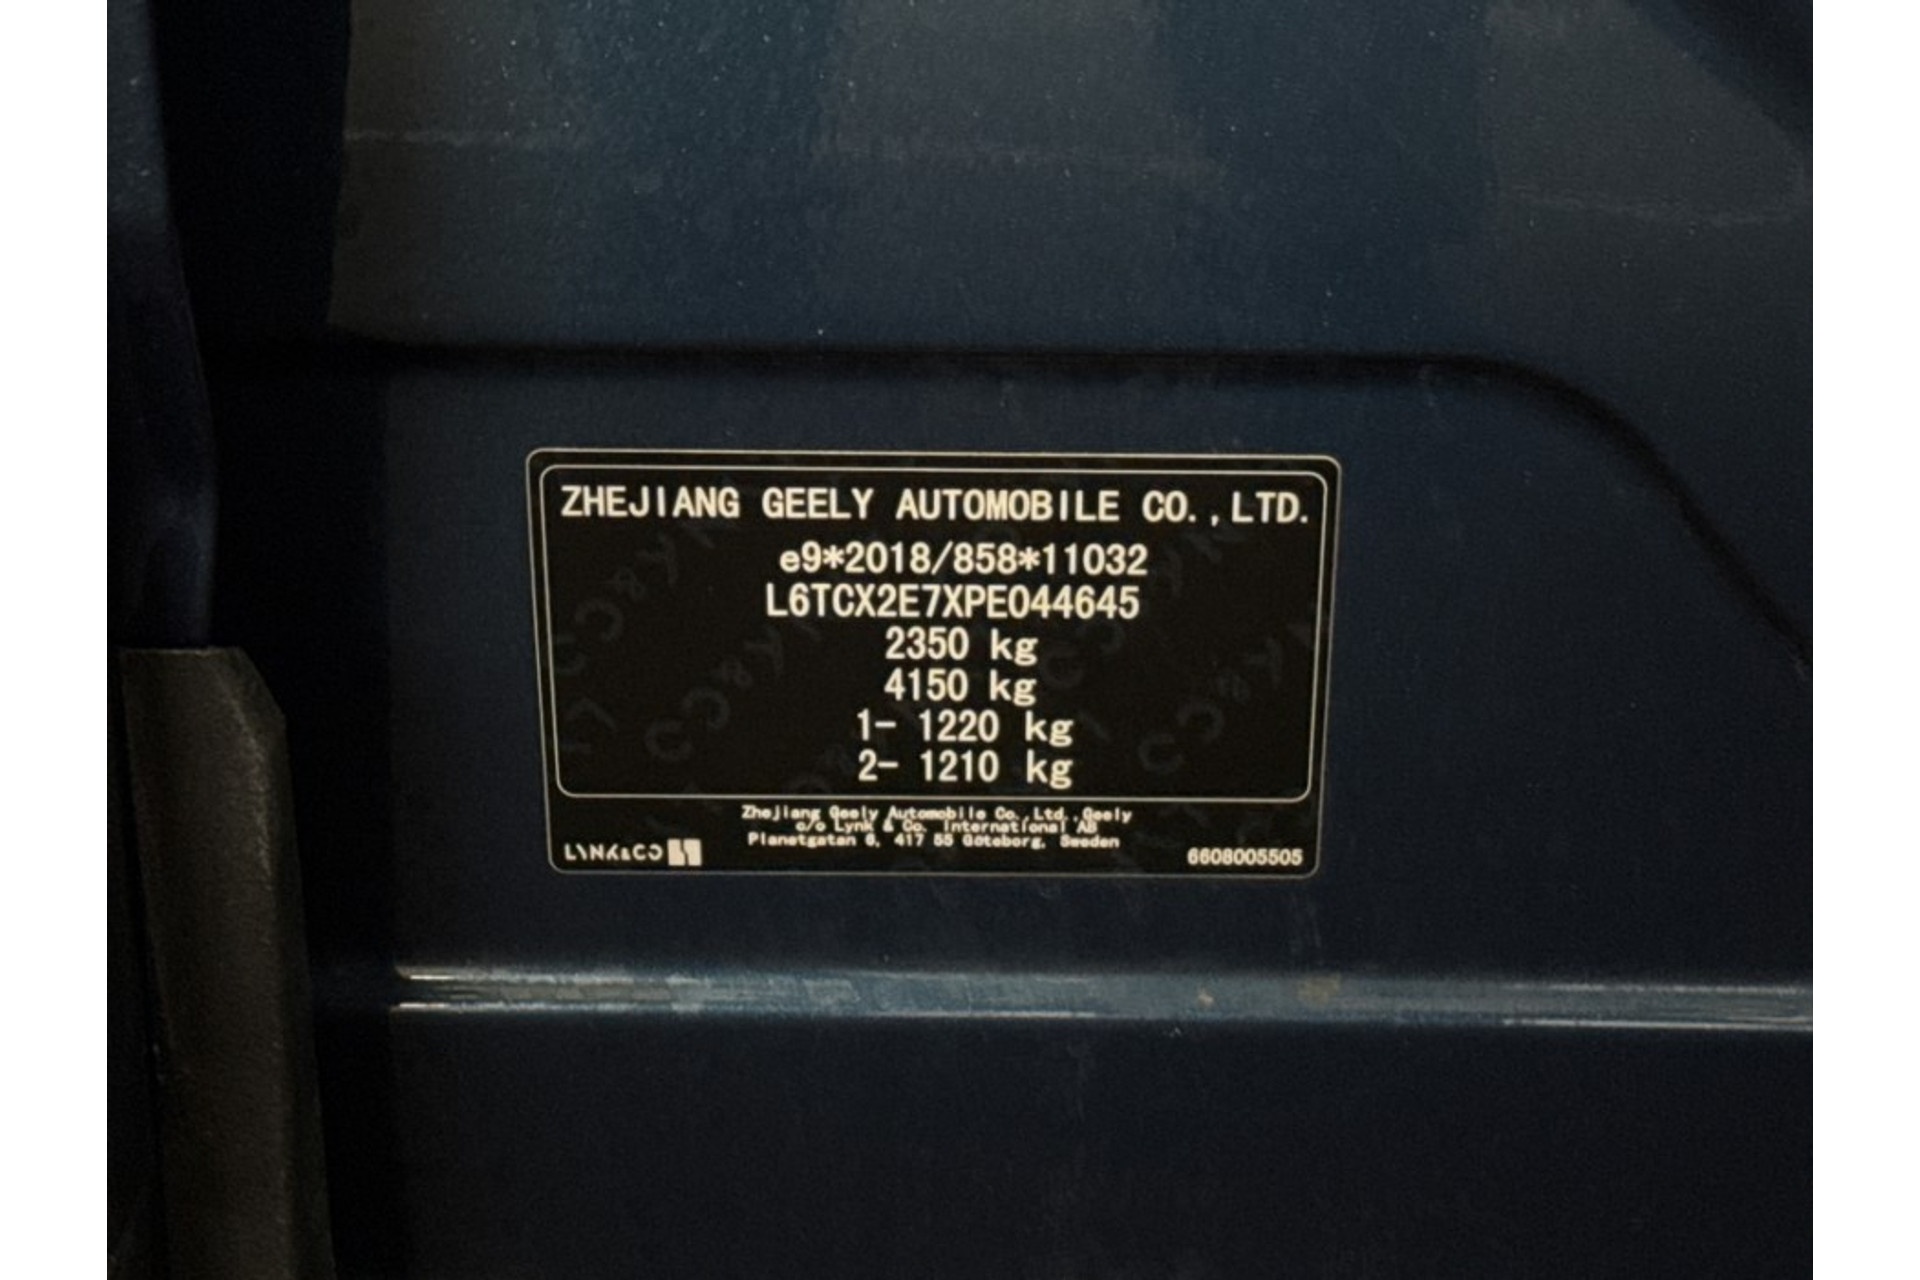 ZHEJIANG GEELY AUTOMOBILE CO.,LTD.
e9*2018/858*11032
L6TCX2E7XPE044645
2350 kg
4150 kg
1- 1220 kg
2- 1210 kg
Zhejiang Geely Automobile Co.,Ltd.,Geely
c/o Lynk & Co. International AB
Planetgatan 6, 417 55 Göteborg, Sweden
LYNK&CO
6608005505